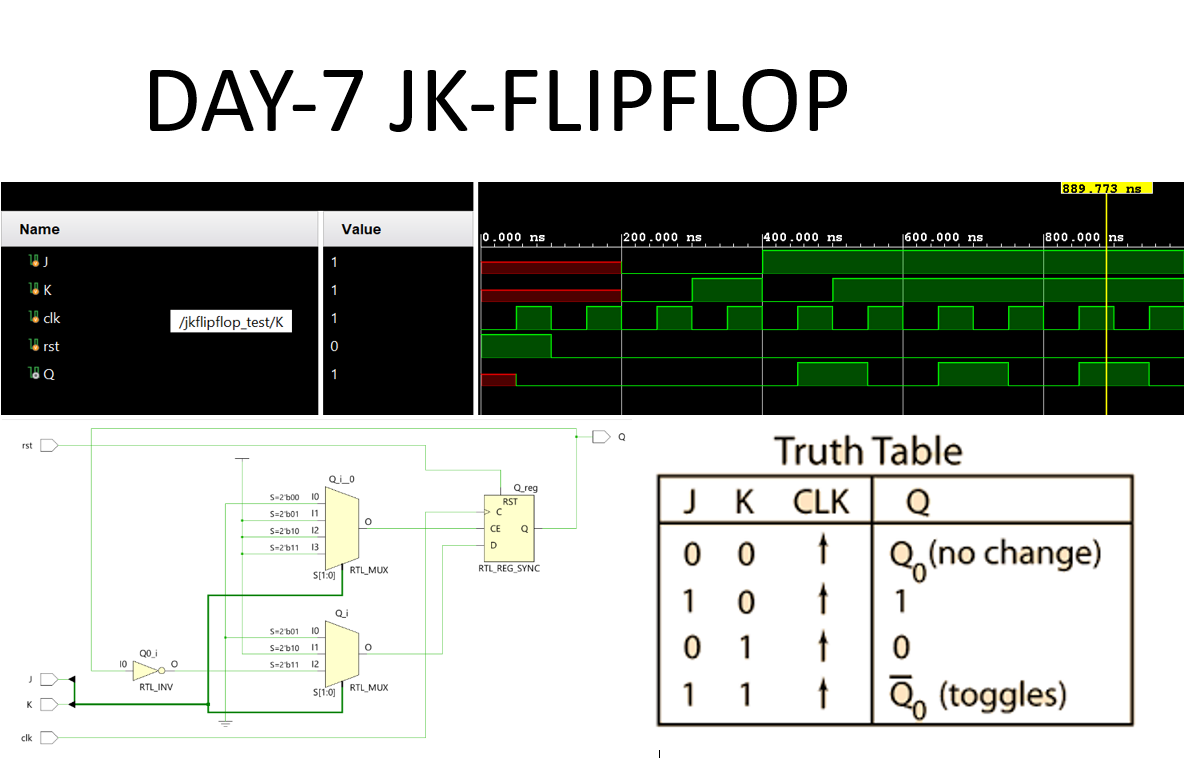 DAY-7 JK-FLIPFLOP
889.773 ns
Name Value
0.000 ns 200.000 ns 400.000 ns 600.000 ns 800.000 ns
J 1
K 1
clk 1
/jkflipflop_test/K
rst 0
Q 1
rst
Q
Q_i__0
Q_reg
S=2'b00 I0
S=2'b01 I1
S=2'b10 I2
S=2'b11 I3
O
S[1:0]
RTL_MUX
RST
C
CE Q
D
RTL_REG_SYNC
Q_i
S=2'b01 I0
S=2'b10 I1
S=2'b11 I2
O
S[1:0]
RTL_MUX
Q0_i
I0 O
RTL_INV
J
K
clk
Truth Table
J K CLK Q
0 0 ↑ Q₀ (no change)
1 0 ↑ 1
0 1 ↑ 0
1 1 ↑ Q̅₀ (toggles)